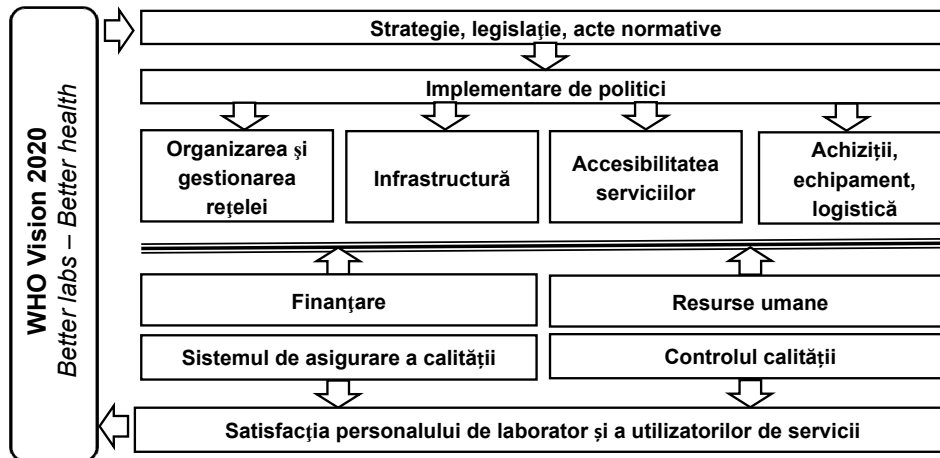 WHO Vision 2020
Better labs – Better health
Strategie, legislaţie, acte normative
Implementare de politici
Organizarea şi
gestionarea
reţelei
Infrastructură
Accesibilitatea
serviciilor
Achiziții,
echipament,
logistică
Finanţare
Resurse umane
Sistemul de asigurare a calităţii
Controlul calităţii
Satisfacţia personalului de laborator și a utilizatorilor de servicii